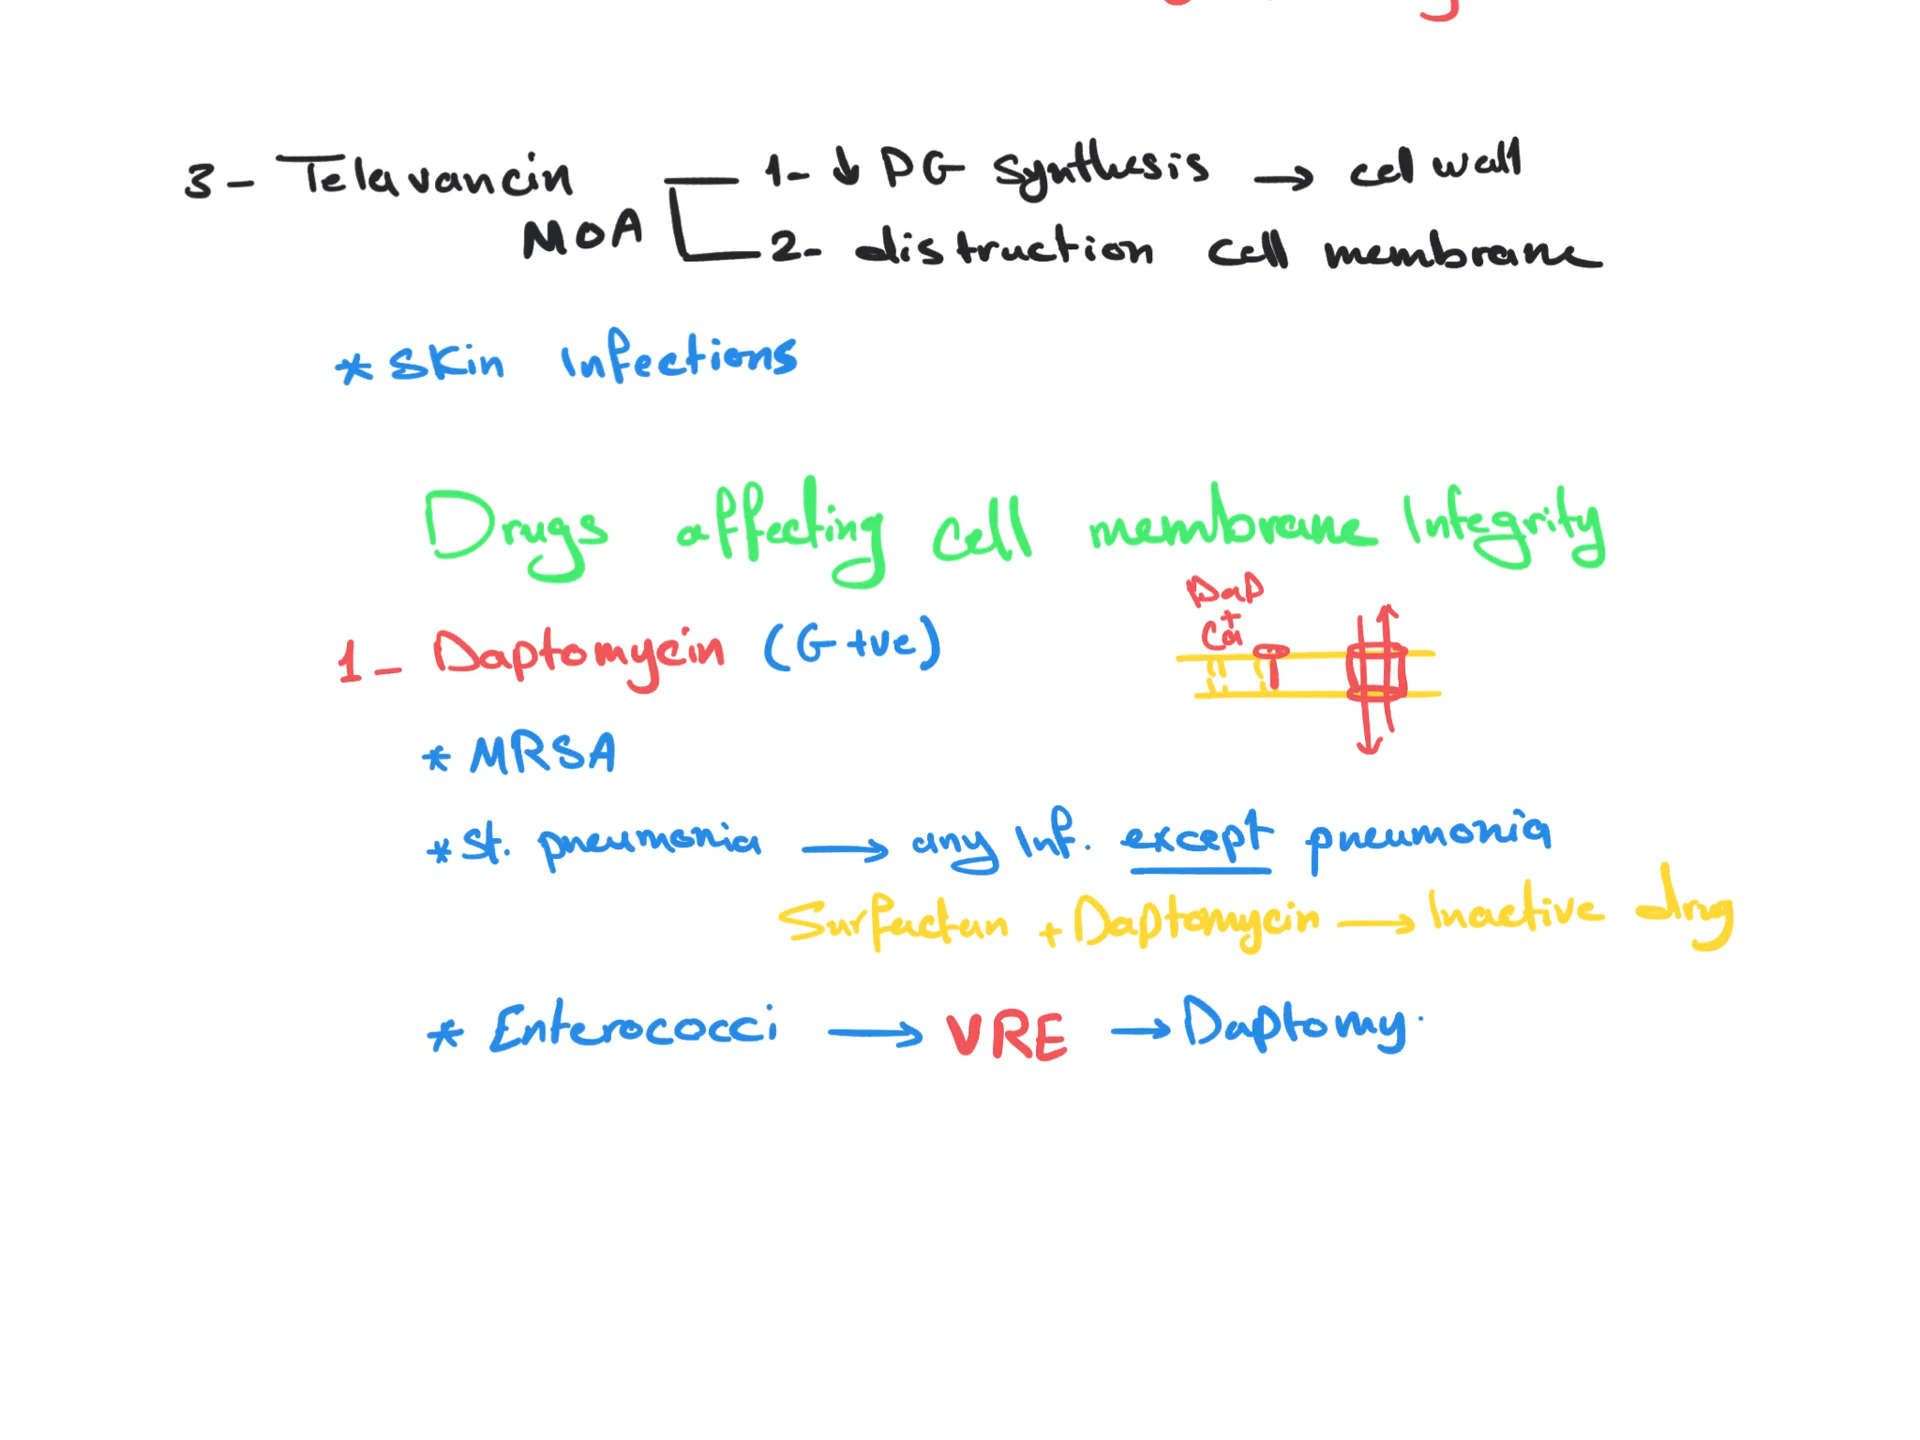 3- Telavancin 1- ↓ PG synthesis → cel wall
MOA 2- distruction cell membrane
* Skin Infections
Drugs affecting cell membrane Integrity
DaD
+
Ca
1- Daptomycin (G+ve)
* MRSA
* St. pneumonia → any Inf. except pneumonia
Surfactan + Daptomycin → Inactive drug
* Enterococci → VRE → Daptomy.